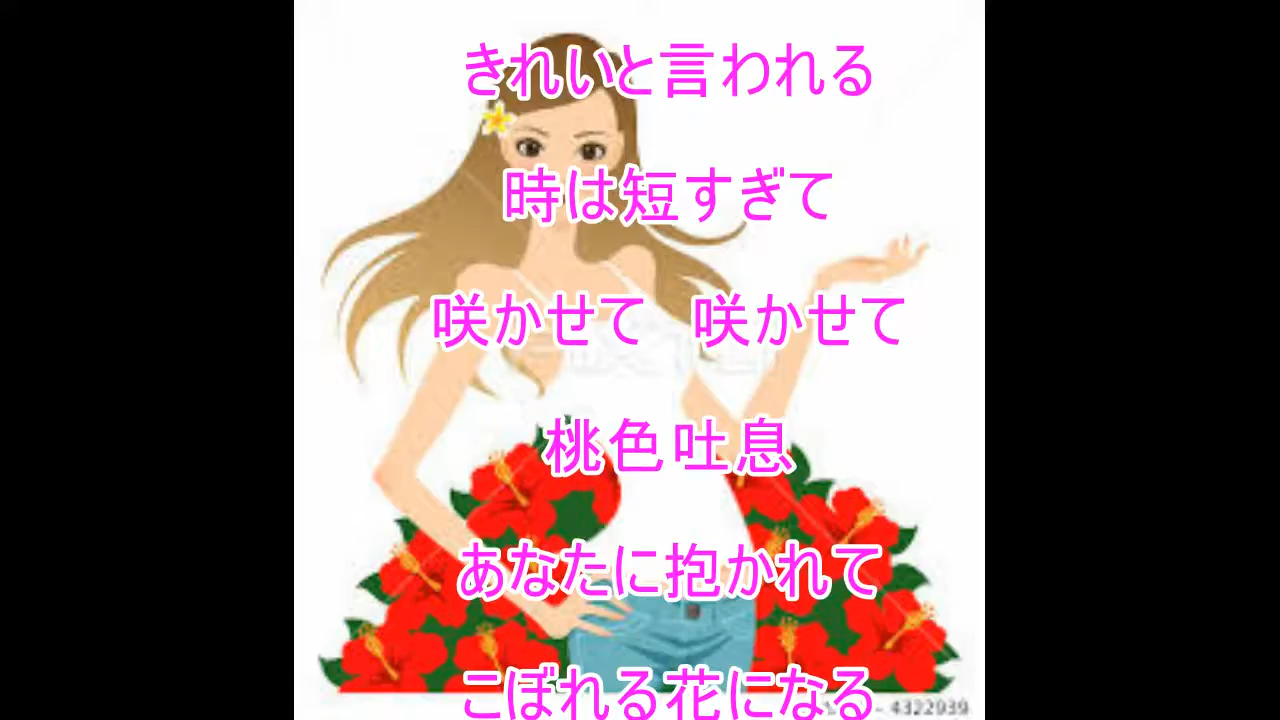 きれいと言われる
時は短すぎて
咲かせて　咲かせて
桃色吐息
あなたに抱かれて
こぼれる花になる
- 4322939